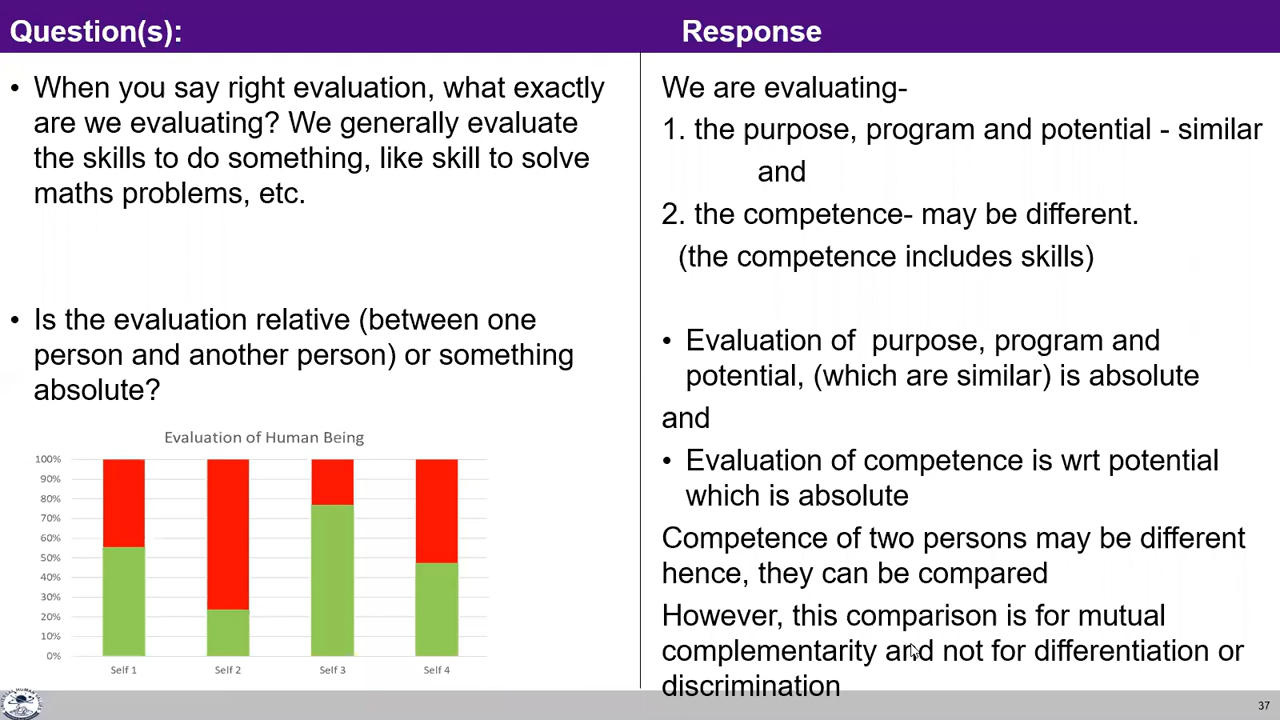 Question(s):
• When you say right evaluation, what exactly
are we evaluating? We generally evaluate
the skills to do something, like skill to solve
maths problems, etc.
• Is the evaluation relative (between one
person and another person) or something
absolute?
Evaluation of Human Being
100%
90%
80%
70%
60%
50%
40%
30%
20%
10%
0%
Self 1 Self 2 Self 3 Self 4
Response
We are evaluating-
1. the purpose, program and potential - similar
and
2. the competence- may be different.
(the competence includes skills)
• Evaluation of purpose, program and
potential, (which are similar) is absolute
and
• Evaluation of competence is wrt potential
which is absolute
Competence of two persons may be different
hence, they can be compared
However, this comparison is for mutual
complementarity and not for differentiation or
discrimination
37